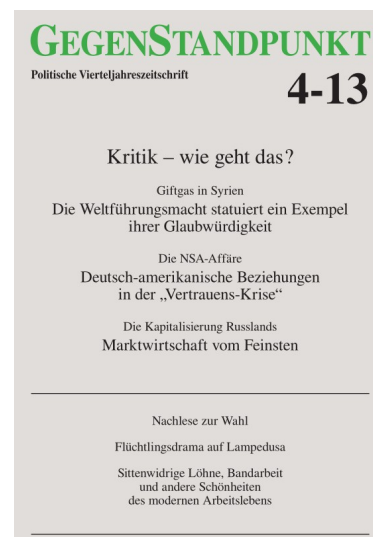 GEGENSTANDPUNKT
Politische Vierteljahreszeitschrift
4-13
Kritik – wie geht das?
Giftgas in Syrien
Die Weltführungsmacht statuiert ein Exempel
ihrer Glaubwürdigkeit
Die NSA-Affäre
Deutsch-amerikanische Beziehungen
in der „Vertrauens-Krise“
Die Kapitalisierung Russlands
Marktwirtschaft vom Feinsten
Nachlese zur Wahl
Flüchtlingsdrama auf Lampedusa
Sittenwidrige Löhne, Bandarbeit
und andere Schönheiten
des modernen Arbeitslebens